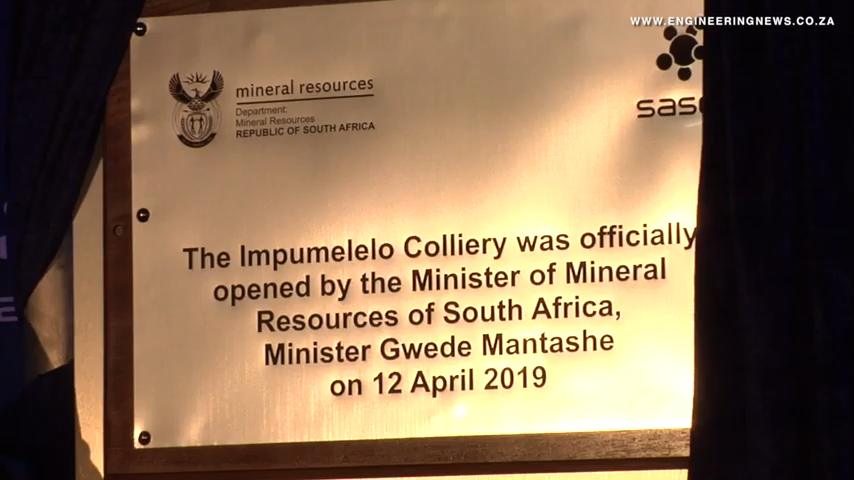 WWW.ENGINEERINGNEWS.CO.ZA
mineral resources
Department:
Mineral Resources
REPUBLIC OF SOUTH AFRICA
The Impumelelo Colliery was officially
opened by the Minister of Mineral
Resources of South Africa,
Minister Gwede Mantashe
on 12 April 2019